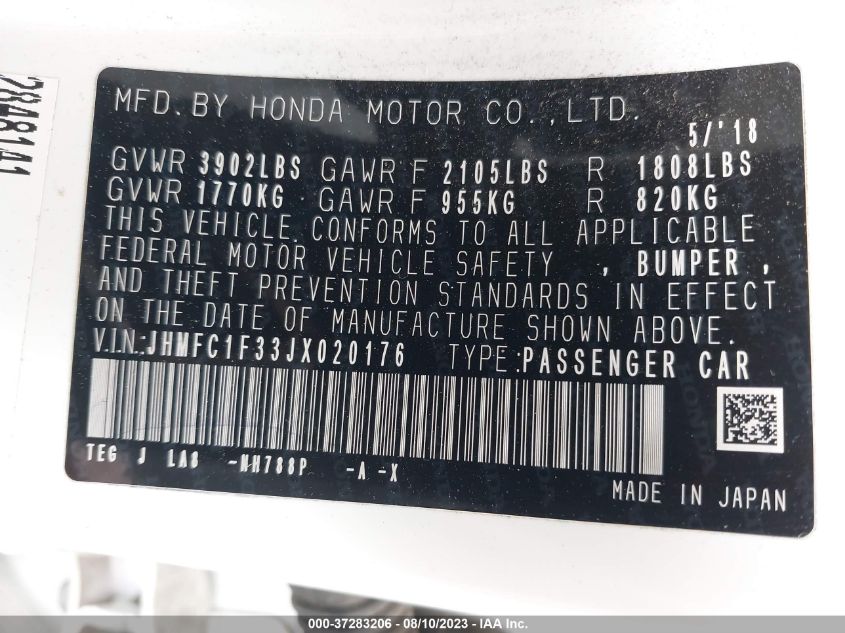 78481A1
MFD. BY HONDA MOTOR CO.,LTD.
5/'18
GVWR 3902LBS GAWR F 2105LBS R 1808LBS
GVWR 1770KG GAWR F 955KG R 820KG
THIS VEHICLE CONFORMS TO ALL APPLICABLE
FEDERAL MOTOR VEHICLE SAFETY , BUMPER ,
AND THEFT PREVENTION STANDARDS IN EFFECT
ON THE DATE OF MANUFACTURE SHOWN ABOVE.
V.I.N.:JHMFC1F33JX020176 TYPE:PASSENGER CAR
TEG J LA8 -NH788P -A -X
MADE IN JAPAN
000-37283206 - 08/10/2023 - IAA Inc.